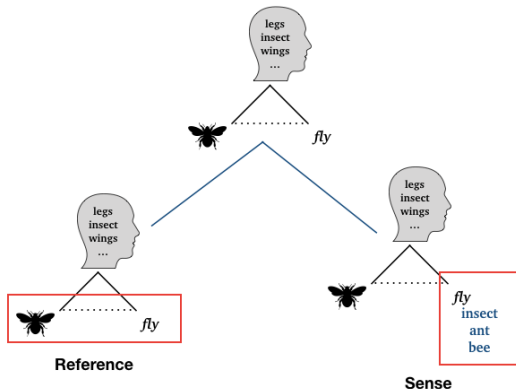 legs
insect
wings
...
fly
legs
insect
wings
...
fly
Reference
legs
insect
wings
...
fly
insect
ant
bee
Sense